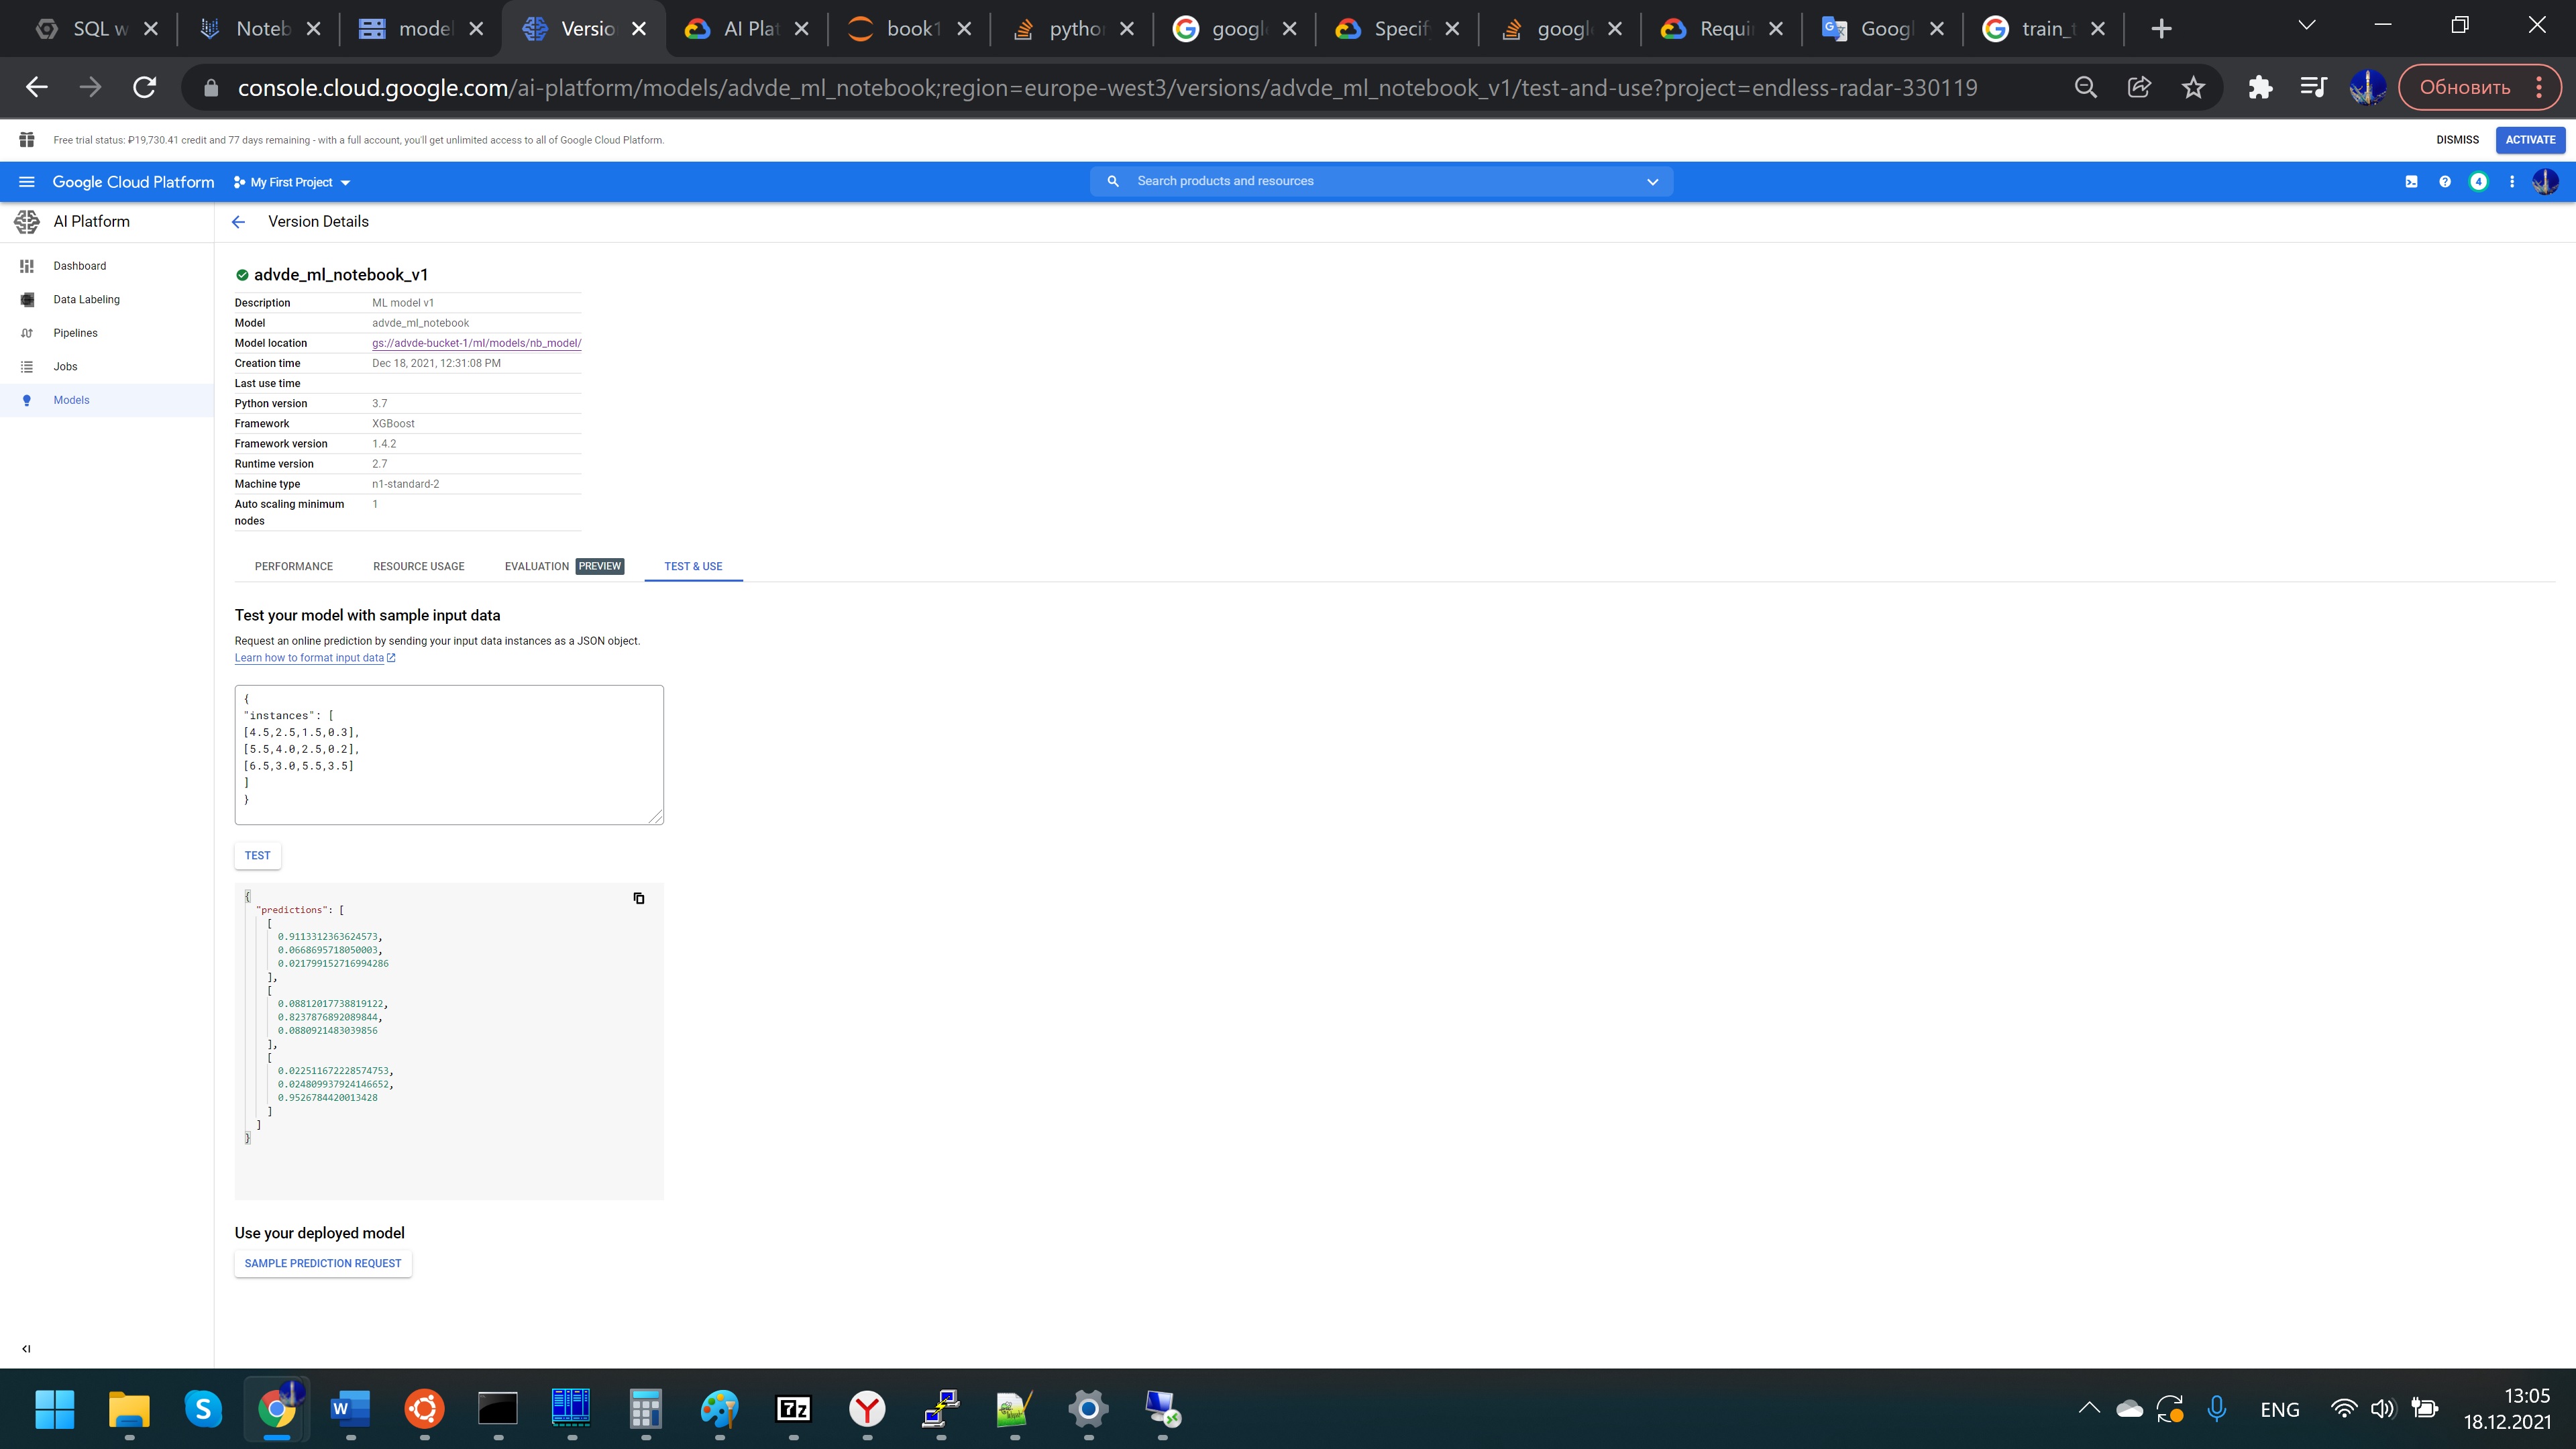 SQL w
Noteb
model
Versio
AI Plat
book1
pythor
googl
Specif
googl
Requi
Googl
train_t
console.cloud.google.com/ai-platform/models/advde_ml_notebook;region=europe-west3/versions/advde_ml_notebook_v1/test-and-use?project=endless-radar-330119
Обновить
Free trial status: ₽19,730.41 credit and 77 days remaining - with a full account, you'll get unlimited access to all of Google Cloud Platform.
DISMISS
ACTIVATE
Google Cloud Platform
My First Project
Search products and resources
4
AI Platform
Version Details
Dashboard
Data Labeling
Pipelines
Jobs
Models
advde_ml_notebook_v1
Description ML model v1
Model advde_ml_notebook
Model location gs://advde-bucket-1/ml/models/nb_model/
Creation time Dec 18, 2021, 12:31:08 PM
Last use time
Python version 3.7
Framework XGBoost
Framework version 1.4.2
Runtime version 2.7
Machine type n1-standard-2
Auto scaling minimum 1
nodes
PERFORMANCE RESOURCE USAGE EVALUATION PREVIEW TEST & USE
Test your model with sample input data
Request an online prediction by sending your input data instances as a JSON object.
Learn how to format input data
{
"instances": [
[4.5,2.5,1.5,0.3],
[5.5,4.0,2.5,0.2],
[6.5,3.0,5.5,3.5]
]
}
TEST
{
"predictions": [
[
0.9113312363624573,
0.0668695718050003,
0.021799152716994286
],
[
0.08812017738819122,
0.8237876892089844,
0.0880921483039856
],
[
0.022511672228574753,
0.024809937924146652,
0.9526784420013428
]
]
}
Use your deployed model
SAMPLE PREDICTION REQUEST
S
W
7z
Y
ENG
13:05
18.12.2021